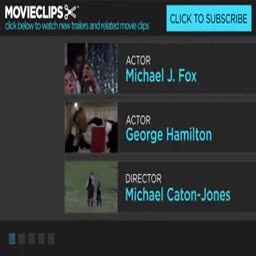 MOVIECLIPS
click below to watch new trailers and related movie clips
CLICK TO SUBSCRIBE
ACTOR
Michael J. Fox
ACTOR
George Hamilton
DIRECTOR
Michael Caton-Jones